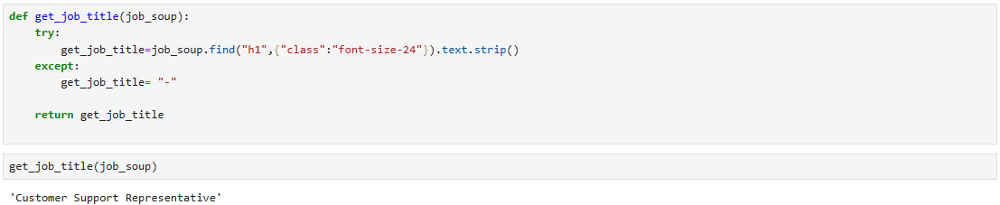 def get_job_title(job_soup):
    try:
        get_job_title=job_soup.find("h1",{"class":"font-size-24"}).text.strip()
    except:
        get_job_title= "-"
    return get_job_title
get_job_title(job_soup)
'Customer Support Representative'